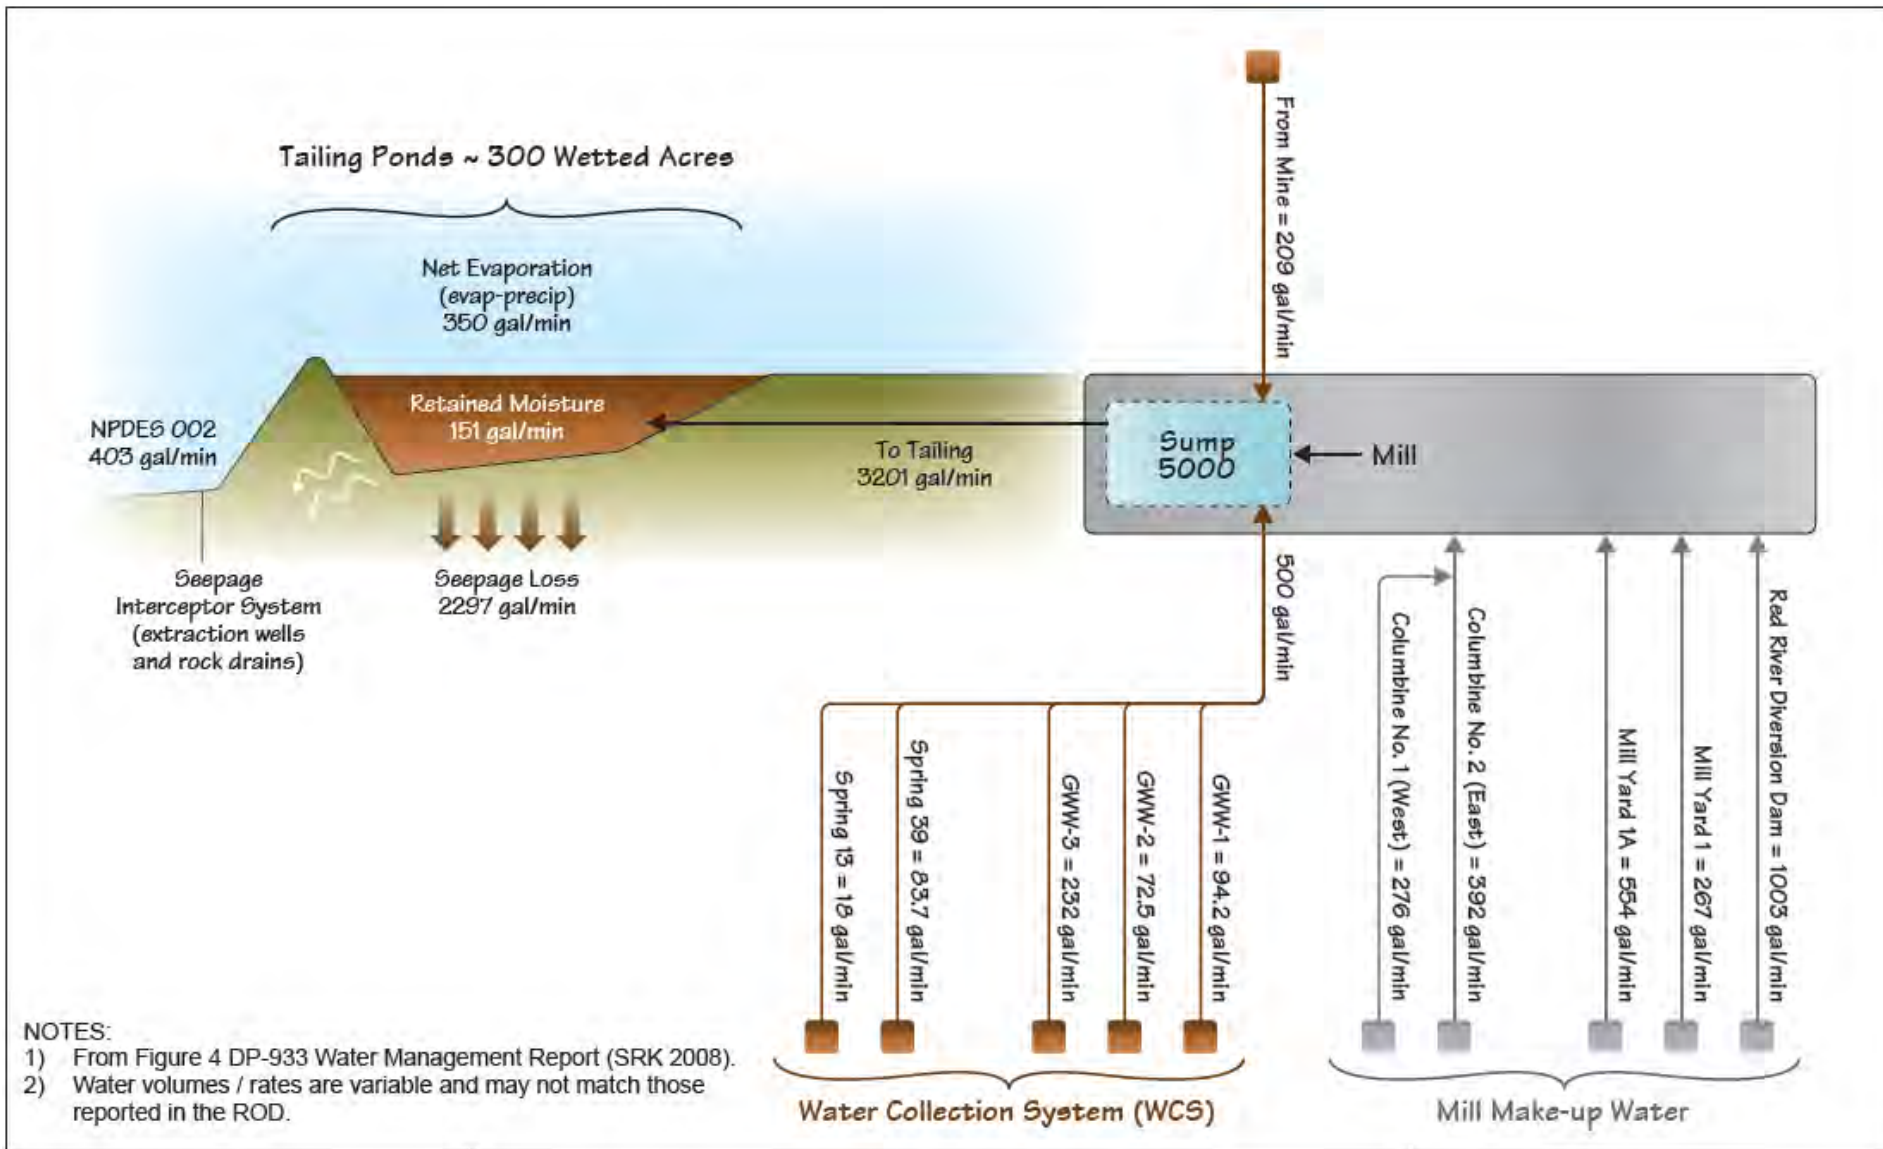 From Mine = 209 gal/min
Tailing Ponds ~ 300 Wetted Acres
Net Evaporation
(evap-precip)
350 gal/min
Retained Moisture
151 gal/min
NPDES 002
403 gal/min
To Tailing
3201 gal/min
Sump
5000
Mill
Seepage
Interceptor System
(extraction wells
and rock drains)
Seepage Loss
2297 gal/min
500 gal/min
Spring 13 = 18 gal/min
Spring 39 = 83.7 gal/min
GWW-3 = 232 gal/min
GWW-2 = 72.5 gal/min
GWW-1 = 94.2 gal/min
Columbine No. 1 (West) = 276 gal/min
Columbine No. 2 (East) = 392 gal/min
Mill Yard 1A = 554 gal/min
Mill Yard 1 = 267 gal/min
Red River Diversion Dam = 1003 gal/min
NOTES:
1) From Figure 4 DP-933 Water Management Report (SRK 2008).
2) Water volumes / rates are variable and may not match those
reported in the ROD.
Water Collection System (WCS)
Mill Make-up Water